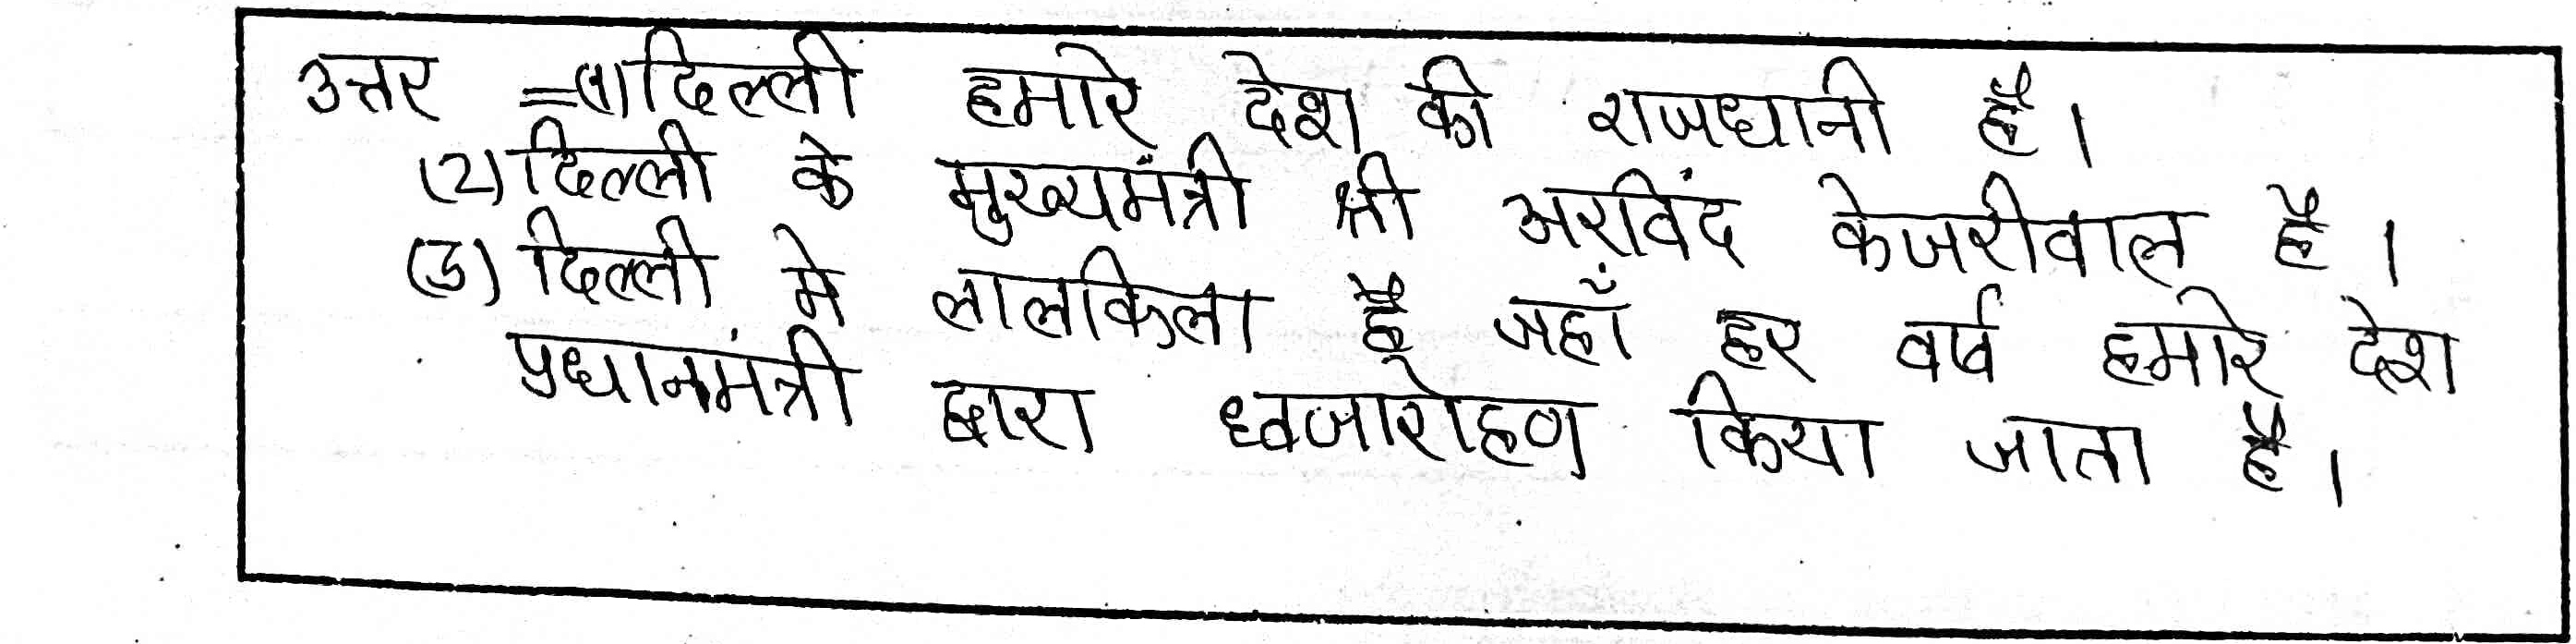 उत्तर =(1) दिल्ली हमारे देश की राजधानी है।
(2) दिल्ली के मुख्यमंत्री श्री अरविंद केजरीवाल है।
(3) दिल्ली मे लालकिला है जहाँ हर वर्ष हमारे देश
प्रधानमंत्री द्वारा ध्वजारोहण किया जाता है।